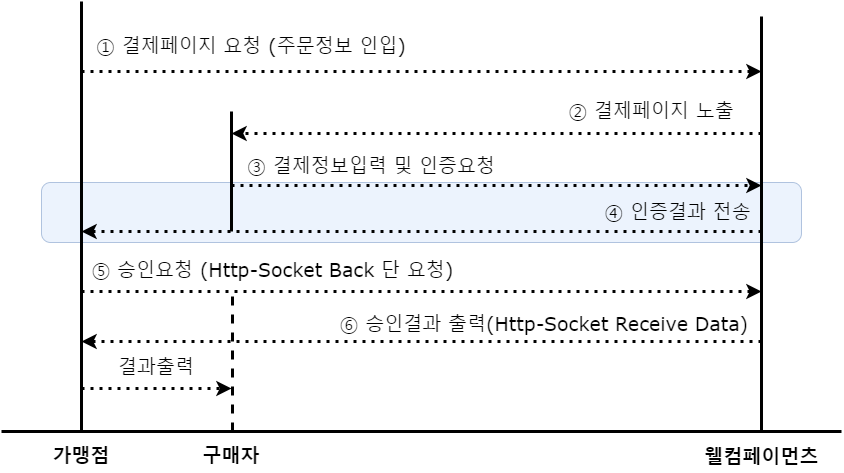 ① 결제페이지 요청 (주문정보 인입)
② 결제페이지 노출
③ 결제정보입력 및 인증요청
④ 인증결과 전송
⑤ 승인요청 (Http-Socket Back 단 요청)
⑥ 승인결과 출력(Http-Socket Receive Data)
결과출력
가맹점 구매자 웰컴페이먼츠